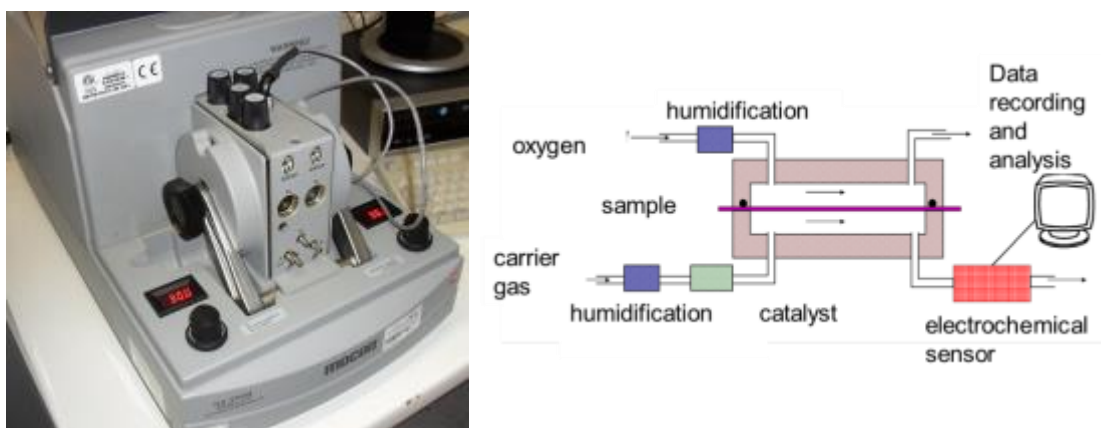 CE
mocon
humidification
oxygen
Data
recording
and
analysis
sample
carrier
gas
humidification
catalyst
electrochemical
sensor